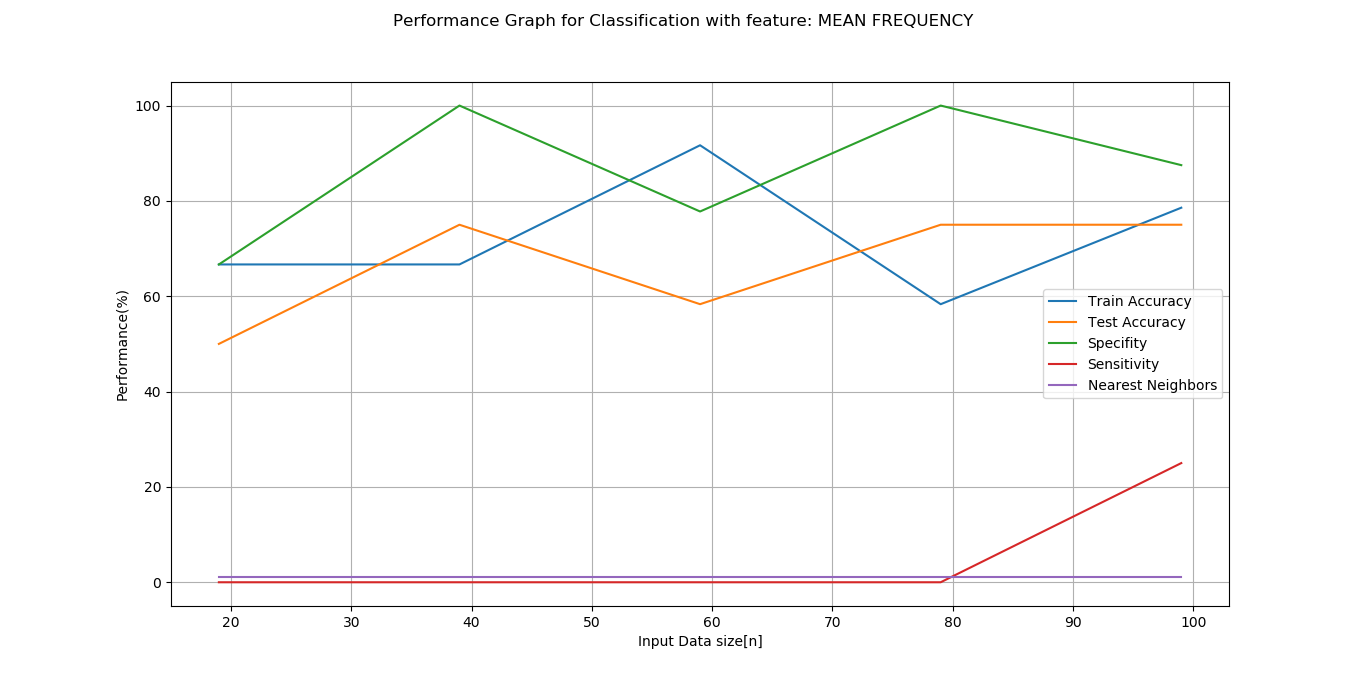 Performance Graph for Classification with feature: MEAN FREQUENCY
100
80
60
40
20
0
Performance(%)
Train Accuracy
Test Accuracy
Specifity
Sensitivity
Nearest Neighbors
20 30 40 50 60 70 80 90 100
Input Data size[n]